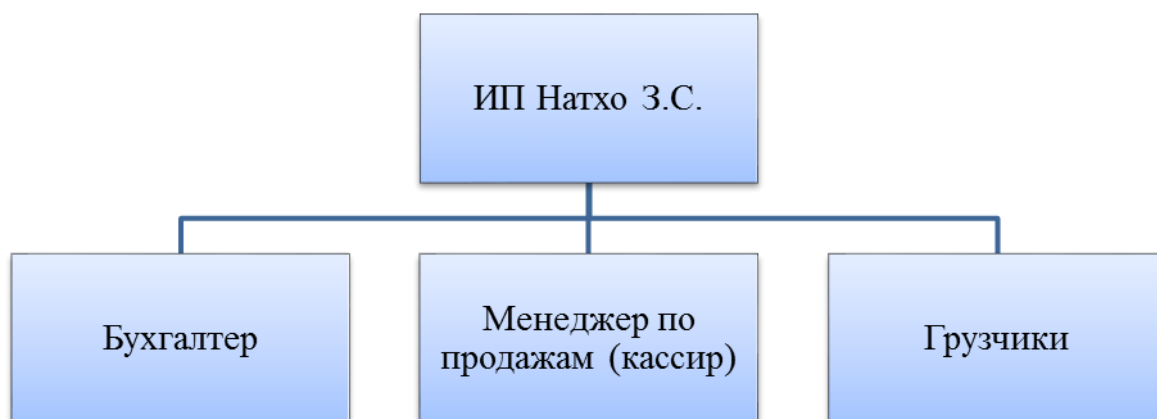 ИП Натхо З.С.
Бухгалтер
Менеджер по
продажам (кассир)
Грузчики